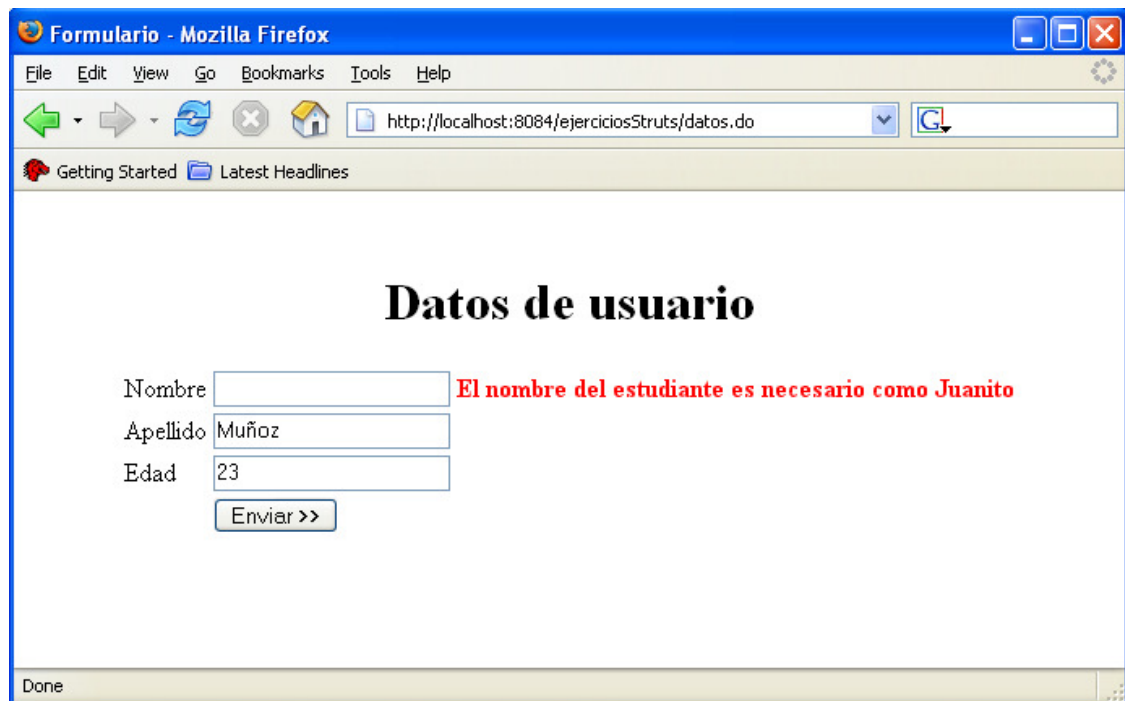 Formulario - Mozilla Firefox
File Edit View Go Bookmarks Tools Help
http://localhost:8084/ejerciciosStruts/datos.do
G
Getting Started Latest Headlines
Datos de usuario
Nombre El nombre del estudiante es necesario como Juanito
Apellido Muñoz
Edad 23
Enviar >>
Done